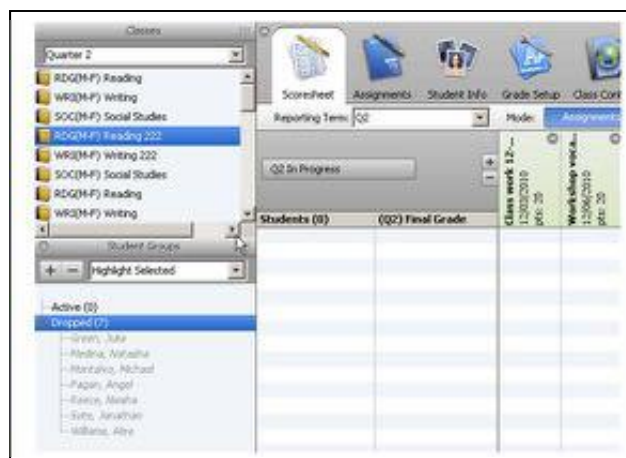 Classes
Quarter 2
RDG(M-F) Reading
WRI(M-F) Writing
SOC(M-F) Social Studies
RDG(M-F) Reading 222
WRI(M-F) Writing 222
SOC(M-F) Social Studies
RDG(M-F) Reading
WRI(M-F) Writing
Student Groups
+ - Highlight Selected
Active (0)
Dropped (7)
Green, Julie
Medina, Natasha
Montalvo, Michael
Pagan, Angel
Reece,
Soto, Jonathan
Williams, Alex
Scoresheet Assignments Student Info Grade Setup Class Con
Reporting Term: Q2 Mode: Assignments
Q2 In Progress
+
-
Class work 12-...
12/03/2010
pts: 20
Workshop voca...
12/06/2010
pts: 20
Students (0) (Q2) Final Grade